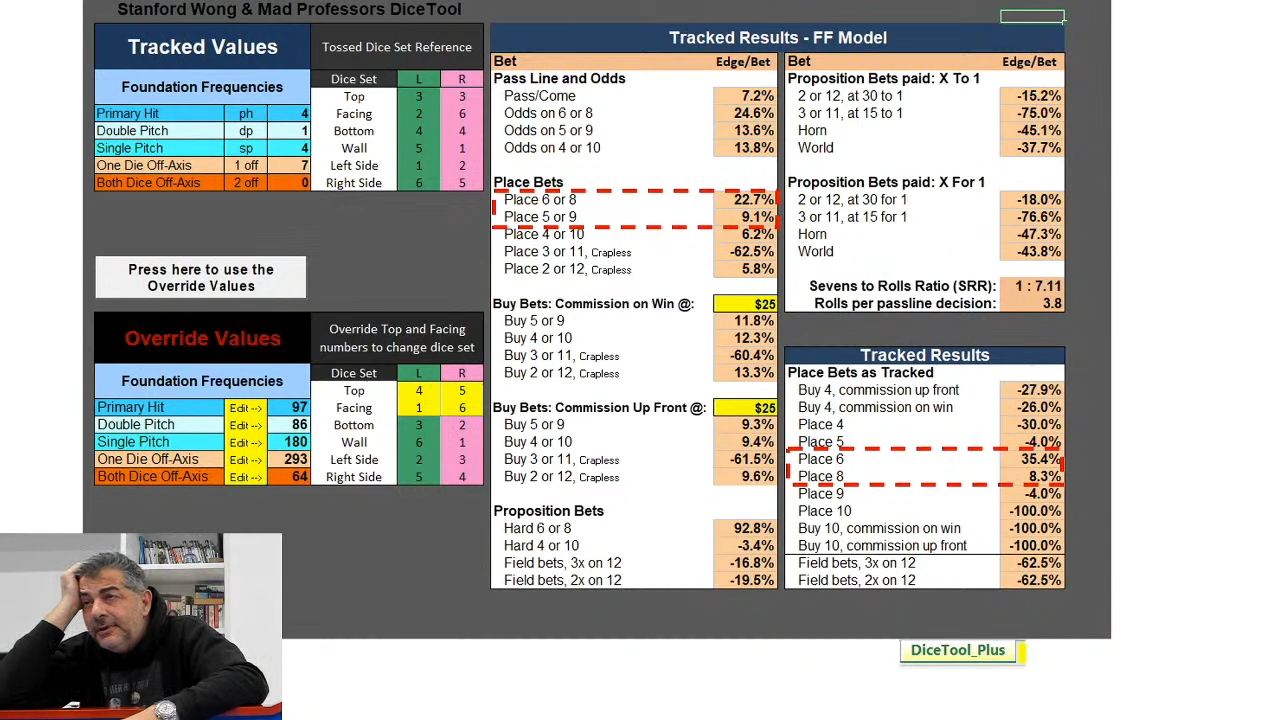 Stanford Wong & Mad Professors DiceTool
Tracked Values
Tossed Dice Set Reference
Foundation Frequencies
Dice Set L R
Top 3 3
Primary Hit ph 4 Facing 2 6
Double Pitch dp 1 Bottom 4 4
Single Pitch sp 4 Wall 5 1
One Die Off-Axis 1 off 7 Left Side 1 2
Both Dice Off-Axis 2 off 0 Right Side 6 5
Press here to use the
Override Values
Override Values
Override Top and Facing
numbers to change dice set
Foundation Frequencies
Dice Set L R
Top 4 5
Primary Hit Edit --> 97 Facing 1 6
Double Pitch Edit --> 86 Bottom 3 2
Single Pitch Edit --> 180 Wall 6 1
One Die Off-Axis Edit --> 293 Left Side 2 3
Both Dice Off-Axis Edit --> 64 Right Side 5 4
Tracked Results - FF Model
Bet Edge/Bet
Pass Line and Odds
Pass/Come 7.2%
Odds on 6 or 8 24.6%
Odds on 5 or 9 13.6%
Odds on 4 or 10 13.8%
Place Bets
Place 6 or 8 22.7%
Place 5 or 9 9.1%
Place 4 or 10 6.2%
Place 3 or 11, Crapless -62.5%
Place 2 or 12, Crapless 5.8%
Buy Bets: Commission on Win @: $25
Buy 5 or 9 11.8%
Buy 4 or 10 12.3%
Buy 3 or 11, Crapless -60.4%
Buy 2 or 12, Crapless 13.3%
Buy Bets: Commission Up Front @: $25
Buy 5 or 9 9.3%
Buy 4 or 10 9.4%
Buy 3 or 11, Crapless -61.5%
Buy 2 or 12, Crapless 9.6%
Proposition Bets
Hard 6 or 8 92.8%
Hard 4 or 10 -3.4%
Field bets, 3x on 12 -16.8%
Field bets, 2x on 12 -19.5%
Bet Edge/Bet
Proposition Bets paid: X To 1
2 or 12, at 30 to 1 -15.2%
3 or 11, at 15 to 1 -75.0%
Horn -45.1%
World -37.7%
Proposition Bets paid: X For 1
2 or 12, at 30 for 1 -18.0%
3 or 11, at 15 for 1 -76.6%
Horn -47.3%
World -43.8%
Sevens to Rolls Ratio (SRR) 1 : 7.11
Rolls per passline decision: 3.8
Tracked Results
Place Bets as Tracked
Buy 4, commission up front -27.9%
Buy 4, commission on win -26.0%
Place 4 -30.0%
Place 5 -4.0%
Place 6 35.4%
Place 8 8.3%
Place 9 -4.0%
Place 10 -100.0%
Buy 10, commission on win -100.0%
Buy 10, commission up front -100.0%
Field bets, 3x on 12 -62.5%
Field bets, 2x on 12 -62.5%
DiceTool_Plus